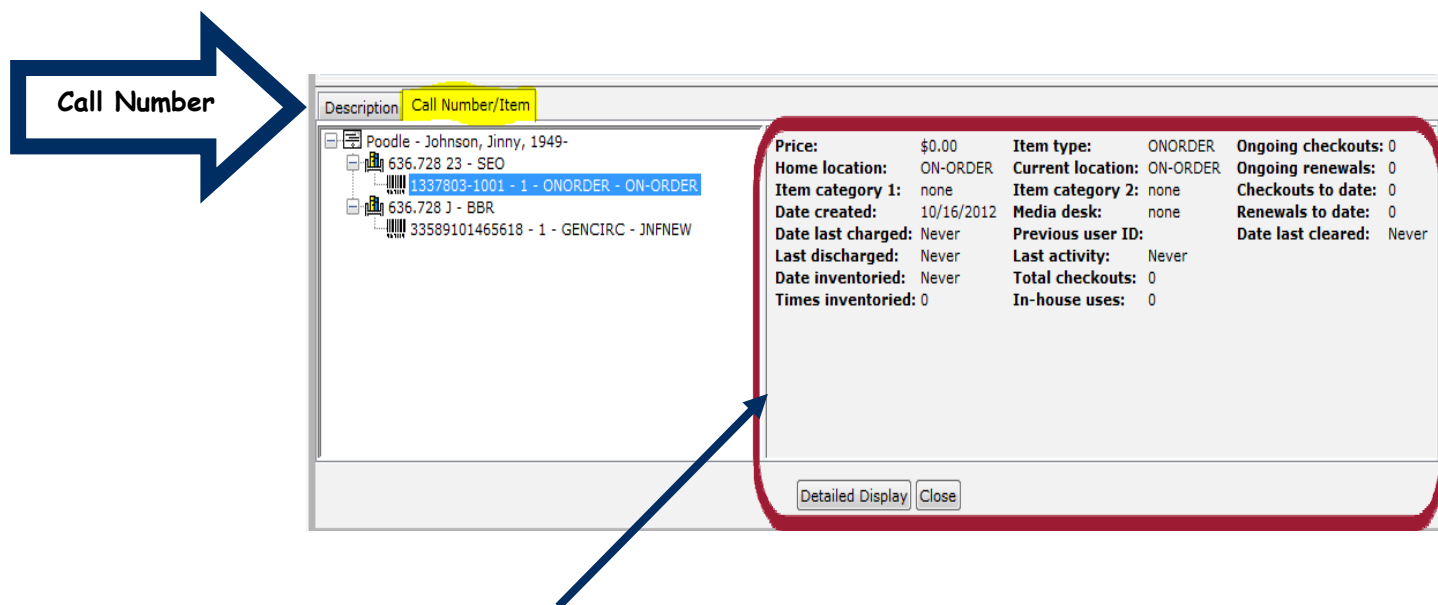 Call Number
Description Call Number/Item
Poodle - Johnson, Jinny, 1949-
636.728 23 - SEO
1337803-1001 - 1 - ONORDER - ON-ORDER
636.728 J - BBR
33589101465618 - 1 - GENCIRC - JNFNEW
Price: $0.00 Item type: ONORDER Ongoing checkouts: 0
Home location: ON-ORDER Current location: ON-ORDER Ongoing renewals: 0
Item category 1: none Item category 2: none Checkouts to date: 0
Date created: 10/16/2012 Media desk: none Renewals to date: 0
Date last charged: Never Previous user ID: Date last cleared: Never
Last discharged: Never Last activity: Never
Date inventoried: Never Total checkouts: 0
Times inventoried: 0 In-house uses: 0
Detailed Display Close